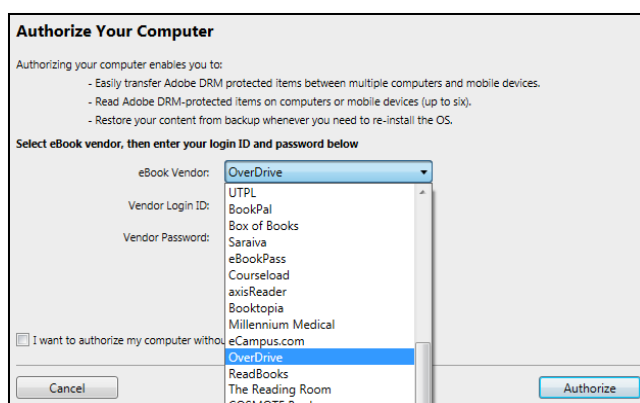 Authorize Your Computer
Authorizing your computer enables you to:
- Easily transfer Adobe DRM protected items between multiple computers and mobile devices.
- Read Adobe DRM-protected items on computers or mobile devices (up to six).
- Restore your content from backup whenever you need to re-install the OS.
Select eBook vendor, then enter your login ID and password below
eBook Vendor: OverDrive
UTPL
Vendor Login ID: BookPal
Box of Books
Vendor Password: Saraiva
eBookPass
Courseload
axisReader
Booktopia
Millennium Medical
I want to authorize my computer eCampus.com
OverDrive
ReadBooks
Cancel The Reading Room Authorize